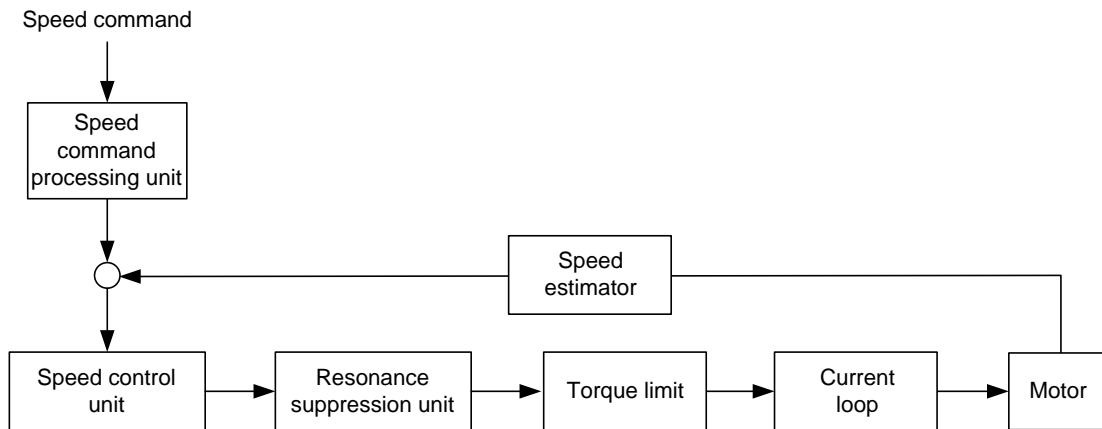 Speed command
Speed
command
processing unit
Speed
estimator
Speed control
unit
Resonance
suppression unit
Torque limit
Current
loop
Motor